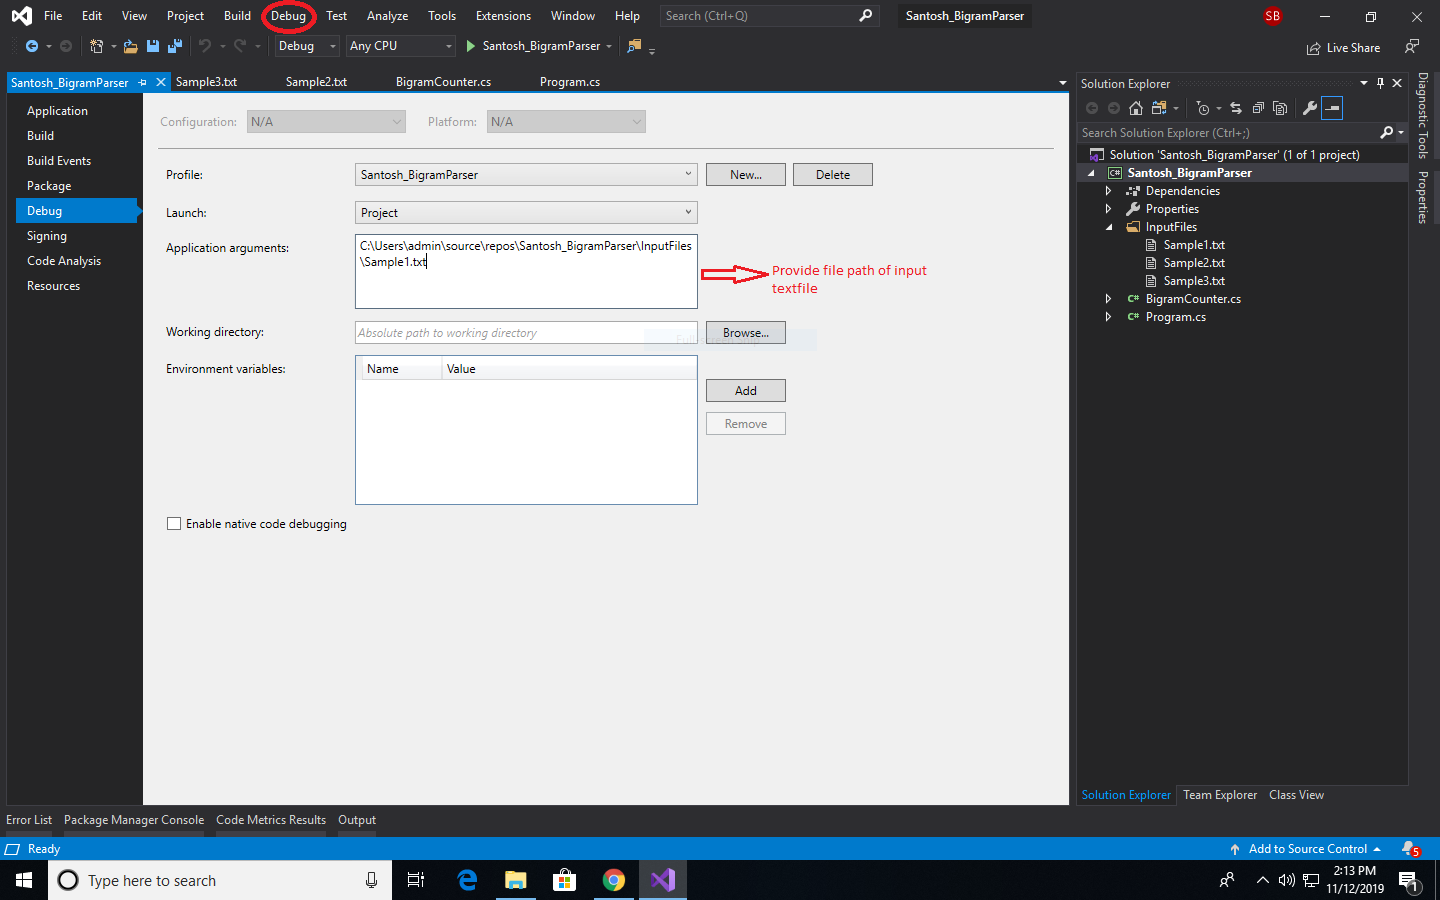 File Edit View Project Build Debug Test Analyze Tools Extensions Window Help Search (Ctrl+Q) Santosh_BigramParser SB
Debug Any CPU Santosh_BigramParser Live Share
Santosh_BigramParser Sample3.txt Sample2.txt BigramCounter.cs Program.cs
Application
Build
Build Events
Package
Debug
Signing
Code Analysis
Resources
Configuration: N/A Platform: N/A
Profile: Santosh_BigramParser New... Delete
Launch: Project
Application arguments: C:\Users\admin\source\repos\Santosh_BigramParser\InputFiles
\Sample1.txt
Provide file path of input
textfile
Working directory: Absolute path to working directory Browse...
Environment variables: Name Value
Add
Remove
Enable native code debugging
Solution Explorer
Search Solution Explorer (Ctrl+;)
Solution 'Santosh_BigramParser' (1 of 1 project)
C# Santosh_BigramParser
Dependencies
Properties
InputFiles
Sample1.txt
Sample2.txt
Sample3.txt
C# BigramCounter.cs
C# Program.cs
Solution Explorer Team Explorer Class View
Diagnostic Tools
Properties
Error List Package Manager Console Code Metrics Results Output
Ready Add to Source Control 5
Type here to search
2:13 PM
11/12/2019
1